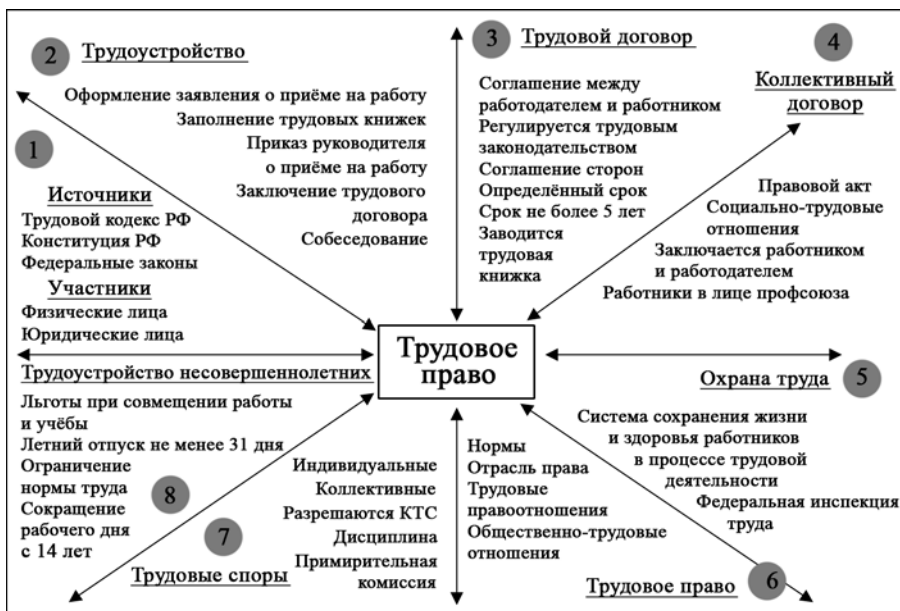 2 Трудоустройство
Оформление заявления о приёме на работу
Заполнение трудовых книжек
Приказ руководителя
о приёме на работу
Заключение трудового
договора
Собеседование
1
Источники
Трудовой кодекс РФ
Конституция РФ
Федеральные законы
Участники
Физические лица
Юридические лица
3 Трудовой договор
Соглашение между
работодателем и работником
Регулируется трудовым
законодательством
Соглашение сторон
Определённый срок
Срок не более 5 лет
Заводится
трудовая
книжка
4
Коллективный
договор
Правовой акт
Социально-трудовые
отношения
Заключается работником
и работодателем
Работники в лице профсоюза
Трудовое
право
Охрана труда 5
Система сохранения жизни
и здоровья работников
в процессе трудовой
деятельности
Федеральная инспекция
труда
Нормы
Отрасль права
Трудовые
правоотношения
Общественно-трудовые
отношения
Трудовое право 6
Индивидуальные
Коллективные
Разрешаются КТС
Дисциплина
Примирительная
комиссия
7
Трудовые споры
Трудоустройство несовершеннолетних
Льготы при совмещении работы
и учёбы
Летний отпуск не менее 31 дня
Ограничение
нормы труда
Сокращение
рабочего дня
с 14 лет
8